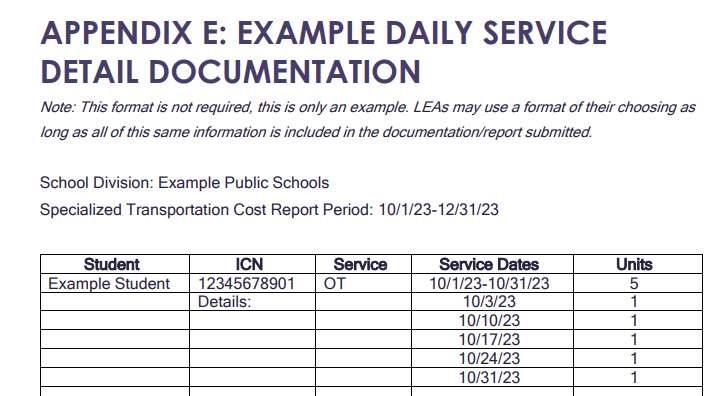 APPENDIX E: EXAMPLE DAILY SERVICE
DETAIL DOCUMENTATION
Note: This format is not required, this is only an example. LEAs may use a format of their choosing as
long as all of this same information is included in the documentation/report submitted.
School Division: Example Public Schools
Specialized Transportation Cost Report Period: 10/1/23-12/31/23
Student ICN Service Service Dates Units
Example Student 12345678901 OT 10/1/23-10/31/23 5
Details: 10/3/23 1
10/10/23 1
10/17/23 1
10/24/23 1
10/31/23 1